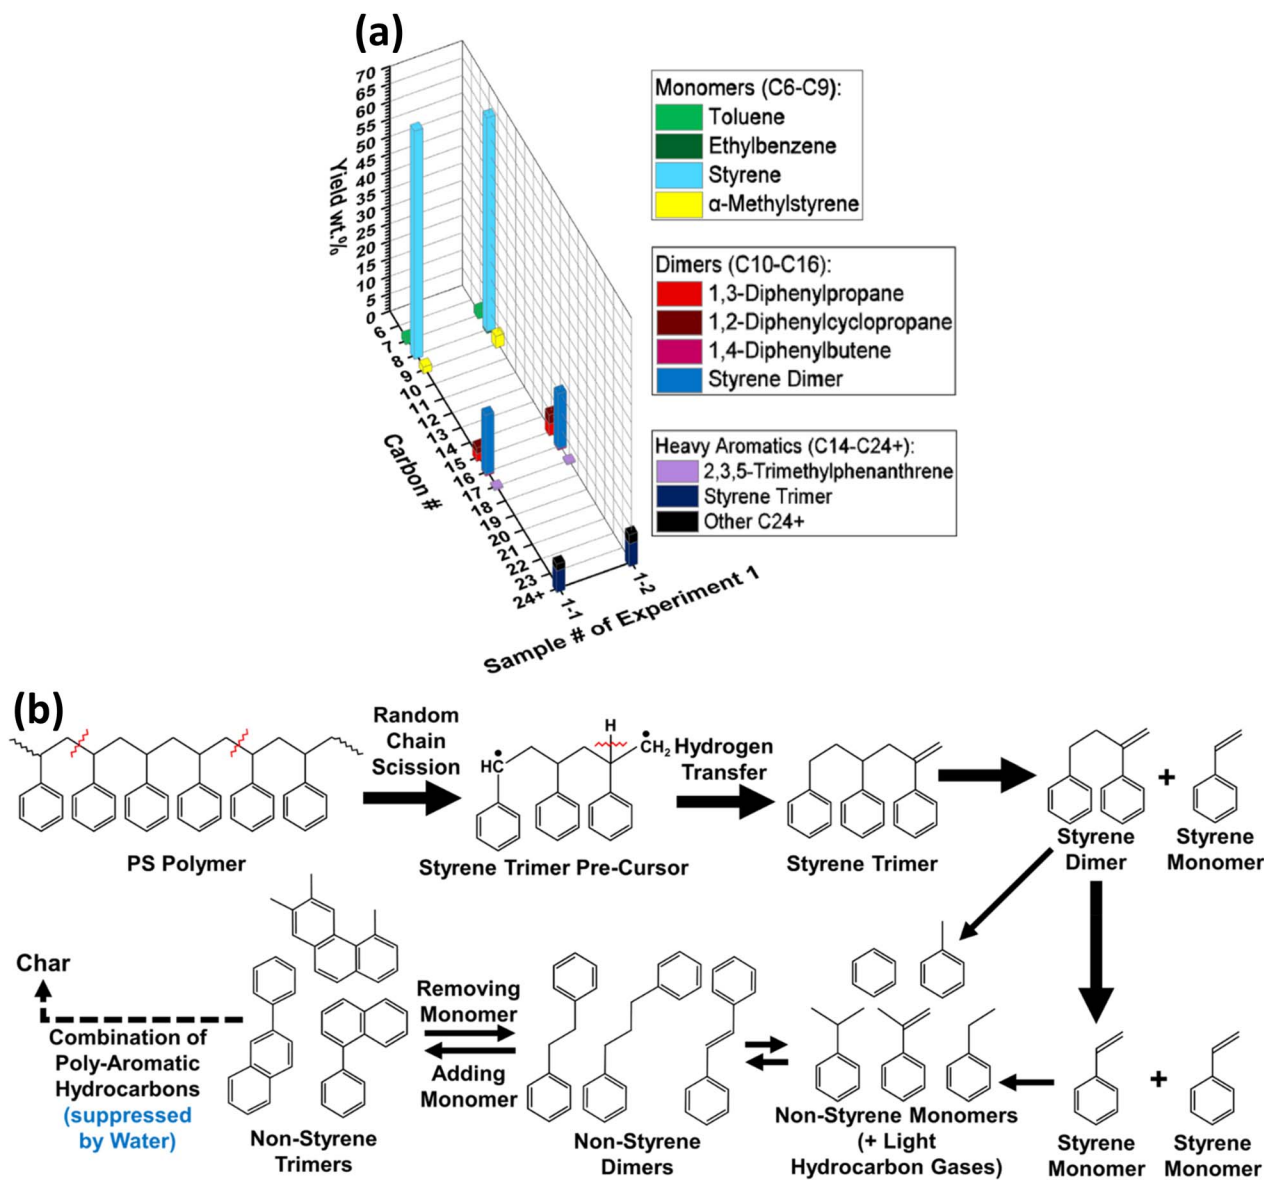 (a)
70
65
60
55
50
45
40
35
30
25
20
15
10
5
0
Yield wt.%
6
7
8
9
10
11
12
13
14
15
16
17
18
19
20
21
22
23
24+
Carbon #
1-1
1-2
Sample # of Experiment 1
Monomers (C6-C9):
Toluene
Ethylbenzene
Styrene
α-Methylstyrene
Dimers (C10-C16):
1,3-Diphenylpropane
1,2-Diphenylcyclopropane
1,4-Diphenylbutene
Styrene Dimer
Heavy Aromatics (C14-C24+):
2,3,5-Trimethylphenanthrene
Styrene Trimer
Other C24+
(b)
PS Polymer
Random
Chain
Scission
HC
H
CH2
Styrene Trimer Pre-Cursor
Hydrogen
Transfer
Styrene Trimer
Styrene
Dimer
+
Styrene
Monomer
Styrene
Monomer
+
Styrene
Monomer
Non-Styrene Monomers
(+ Light
Hydrocarbon Gases)
Non-Styrene
Dimers
Removing
Monomer
Adding
Monomer
Non-Styrene
Trimers
Char
Combination of
Poly-Aromatic
Hydrocarbons
(suppressed
by Water)